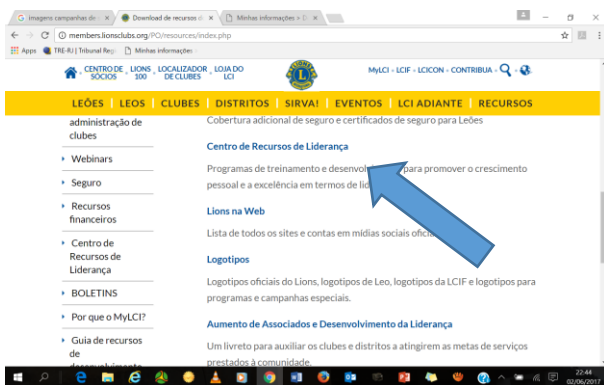 imagens campanhas de
Download de recursos d
Minhas informações > D
members.lionsclubs.org/PO/resources/index.php
Apps
TRE-RJ | Tribunal Regi
Minhas informações
CENTRO DE SÓCIOS
LIONS 100
LOCALIZADOR DE CLUBES
LOJA DO LCI
MyLCI - LCIF - LCICON - CONTRIBUA -
LEÕES | LEOS | CLUBES | DISTRITOS | SIRVA! | EVENTOS | LCI ADIANTE | RECURSOS
administração de
clubes
Webinars
Seguro
Recursos
financeiros
Centro de
Recursos de
Liderança
BOLETINS
Por que o MyLCI?
Guia de recursos
de
desenvolvimento
Cobertura adicional de seguro e certificados de seguro para Leões
Centro de Recursos de Liderança
Programas de treinamento e para promover o crescimento
pessoal e a excelência em termos de
Lions na Web
Lista de todos os sites e contas em mídias sociais
Logotipos
Logotipos oficiais do Lions, logotipos de Leo, logotipos da LCIF e logotipos para
programas e campanhas especiais.
Aumento de Associados e Desenvolvimento da Liderança
Um livreto para auxiliar os clubes e distritos a atingirem as metas de serviços
prestados à comunidade.
22:44
02/06/2017